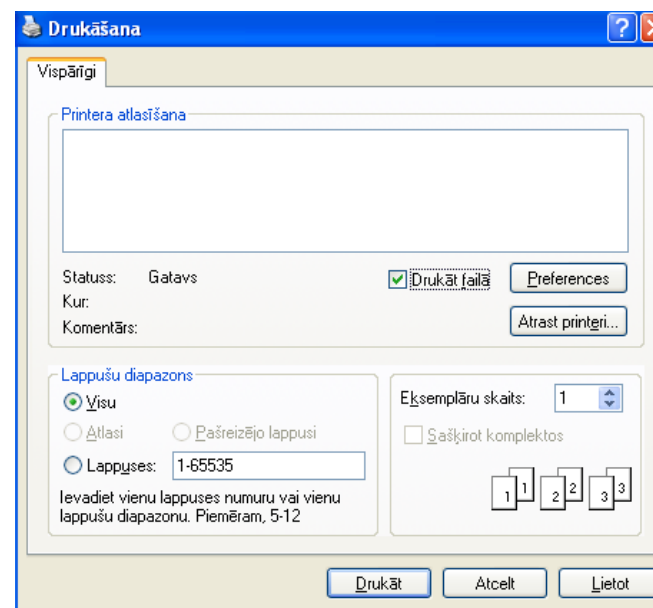 Drukāšana
Vispārīgi
Printera atlasīšana
Statuss: Gatavs
Drukāt failā
Preferences
Kur:
Komentārs:
Atrast printeri...
Lappušu diapazons
Visu
Atlasi
Pašreizējo lappusi
Lappuses: 1-65535
Ievadiet vienu lappuses numuru vai vienu
lappušu diapazonu. Piemēram, 5-12
Eksemplāru skaits: 1
Sašķirot komplektos
1 1 2 2 3 3
Drukāt
Atcelt
Lietot